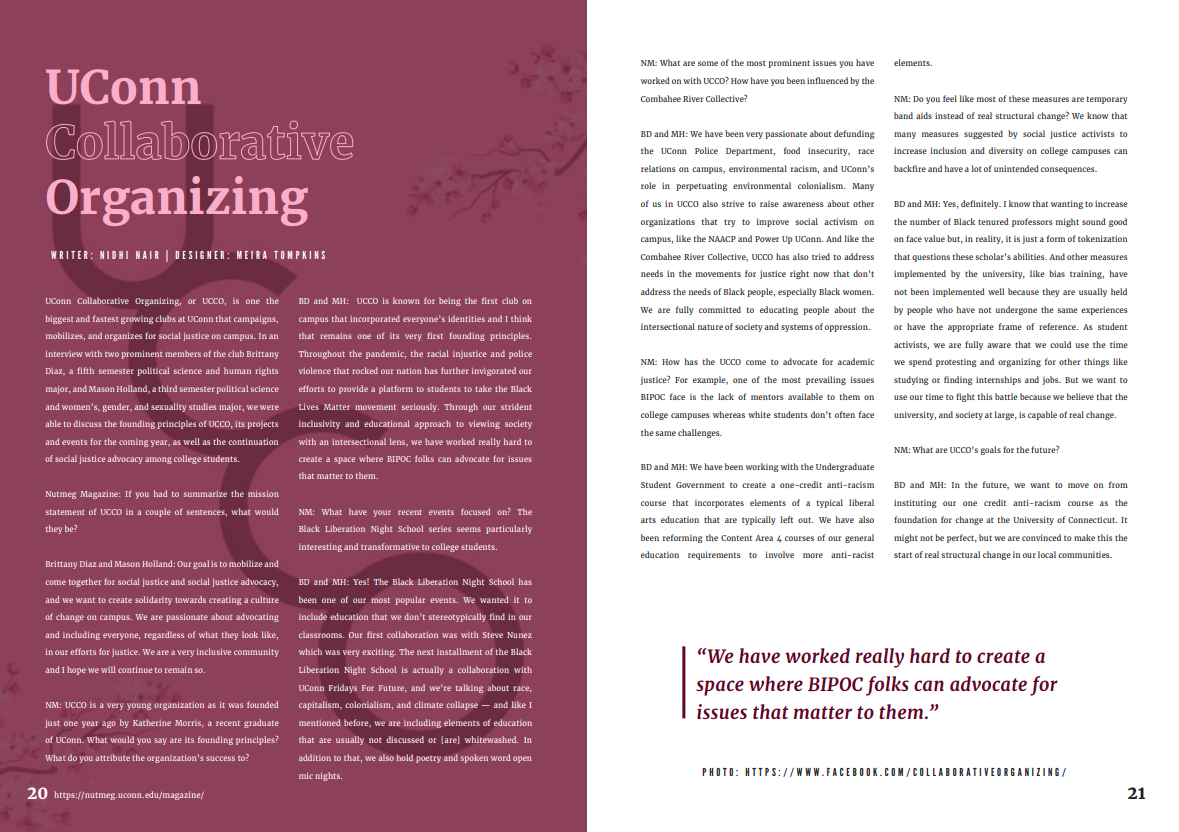 UConn
Collaborative
Organizing
WRITER: NIDHI NAIR | DESIGNER: MEIRA TOMPKINS
UConn Collaborative Organizing, or UCCO, is one the
biggest and fastest growing clubs at UConn that campaigns,
mobilizes, and organizes for social justice on campus. In an
interview with two prominent members of the club Brittany
Diaz, a fifth semester political science and human rights
major, and Mason Holland, a third semester political science
and women's, gender, and sexuality studies major, we were
able to discuss the founding principles of UCCO, its projects
and events for the coming year, as well as the continuation
of social justice advocacy among college students.
Nutmeg Magazine: If you had to summarize the mission
statement of UCCO in a couple of sentences, what would
they be?
Brittany Diaz and Mason Holland: Our goal is to mobilize and
come together for social justice and social justice advocacy,
and we want to create solidarity towards creating a culture
of change on campus. We are passionate about advocating
and including everyone, regardless of what they look like,
in our efforts for justice. We are a very inclusive community
and I hope we will continue to remain so.
NM: UCCO is a very young organization as it was founded
just one year ago by Katherine Morris, a recent graduate
of UConn. What would you say are its founding principles?
What do you attribute the organization's success to?
BD and MH: UCCO is known for being the first club on
campus that incorporated everyone's identities and I think
that remains one of its very first founding principles.
Throughout the pandemic, the racial injustice and police
violence that rocked our nation has further invigorated our
efforts to provide a platform to students to take the Black
Lives Matter movement seriously. Through our strident
inclusivity and educational approach to viewing society
with an intersectional lens, we have worked really hard to
create a space where BIPOC folks can advocate for issues
that matter to them.
NM: What have your recent events focused on? The
Black Liberation Night School series seems particularly
interesting and transformative to college students.
BD and MH: Yes! The Black Liberation Night School has
been one of our most popular events. We wanted it to
include education that we don't stereotypically find in our
classrooms. Our first collaboration was with Steve Nunez
which was very exciting. The next installment of the Black
Liberation Night School is actually a collaboration with
UConn Fridays For Future, and we're talking about race,
capitalism, colonialism, and climate collapse — and like I
mentioned before, we are including elements of education
that are usually not discussed or [are] whitewashed. In
addition to that, we also hold poetry and spoken word open
mic nights.
20 https://nutmeg.uconn.edu/magazine/
NM: What are some of the most prominent issues you have
worked on with UCCO? How have you been influenced by the
Combahee River Collective?
BD and MH: We have been very passionate about defunding
the UConn Police Department, food insecurity, race
relations on campus, environmental racism, and UConn's
role in perpetuating environmental colonialism. Many
of us in UCCO also strive to raise awareness about other
organizations that try to improve social activism on
campus, like the NAACP and Power Up UConn. And like the
Combahee River Collective, UCCO has also tried to address
needs in the movements for justice right now that don't
address the needs of Black people, especially Black women.
We are fully committed to educating people about the
intersectional nature of society and systems of oppression.
NM: How has the UCCO come to advocate for academic
justice? For example, one of the most prevailing issues
BIPOC face is the lack of mentors available to them on
college campuses whereas white students don't often face
the same challenges.
BD and MH: We have been working with the Undergraduate
Student Government to create a one-credit anti-racism
course that incorporates elements of a typical liberal
arts education that are typically left out. We have also
been reforming the Content Area 4 courses of our general
education requirements to involve more anti-racist
elements.
NM: Do you feel like most of these measures are temporary
band aids instead of real structural change? We know that
many measures suggested by social justice activists to
increase inclusion and diversity on college campuses can
backfire and have a lot of unintended consequences.
BD and MH: Yes, definitely. I know that wanting to increase
the number of Black tenured professors might sound good
on face value but, in reality, it is just a form of tokenization
that questions these scholar's abilities. And other measures
implemented by the university, like bias training, have
not been implemented well because they are usually held
by people who have not undergone the same experiences
or have the appropriate frame of reference. As student
activists, we are fully aware that we could use the time
we spend protesting and organizing for other things like
studying or finding internships and jobs. But we want to
use our time to fight this battle because we believe that the
university, and society at large, is capable of real change.
NM: What are UCCO's goals for the future?
BD and MH: In the future, we want to move on from
instituting our one credit anti-racism course as the
foundation for change at the University of Connecticut. It
might not be perfect, but we are convinced to make this the
start of real structural change in our local communities.
“We have worked really hard to create a
space where BIPOC folks can advocate for
issues that matter to them.”
PHOTO: HTTPS://WWW.FACEBOOK.COM/COLLABORATIVEORGANIZING/
21